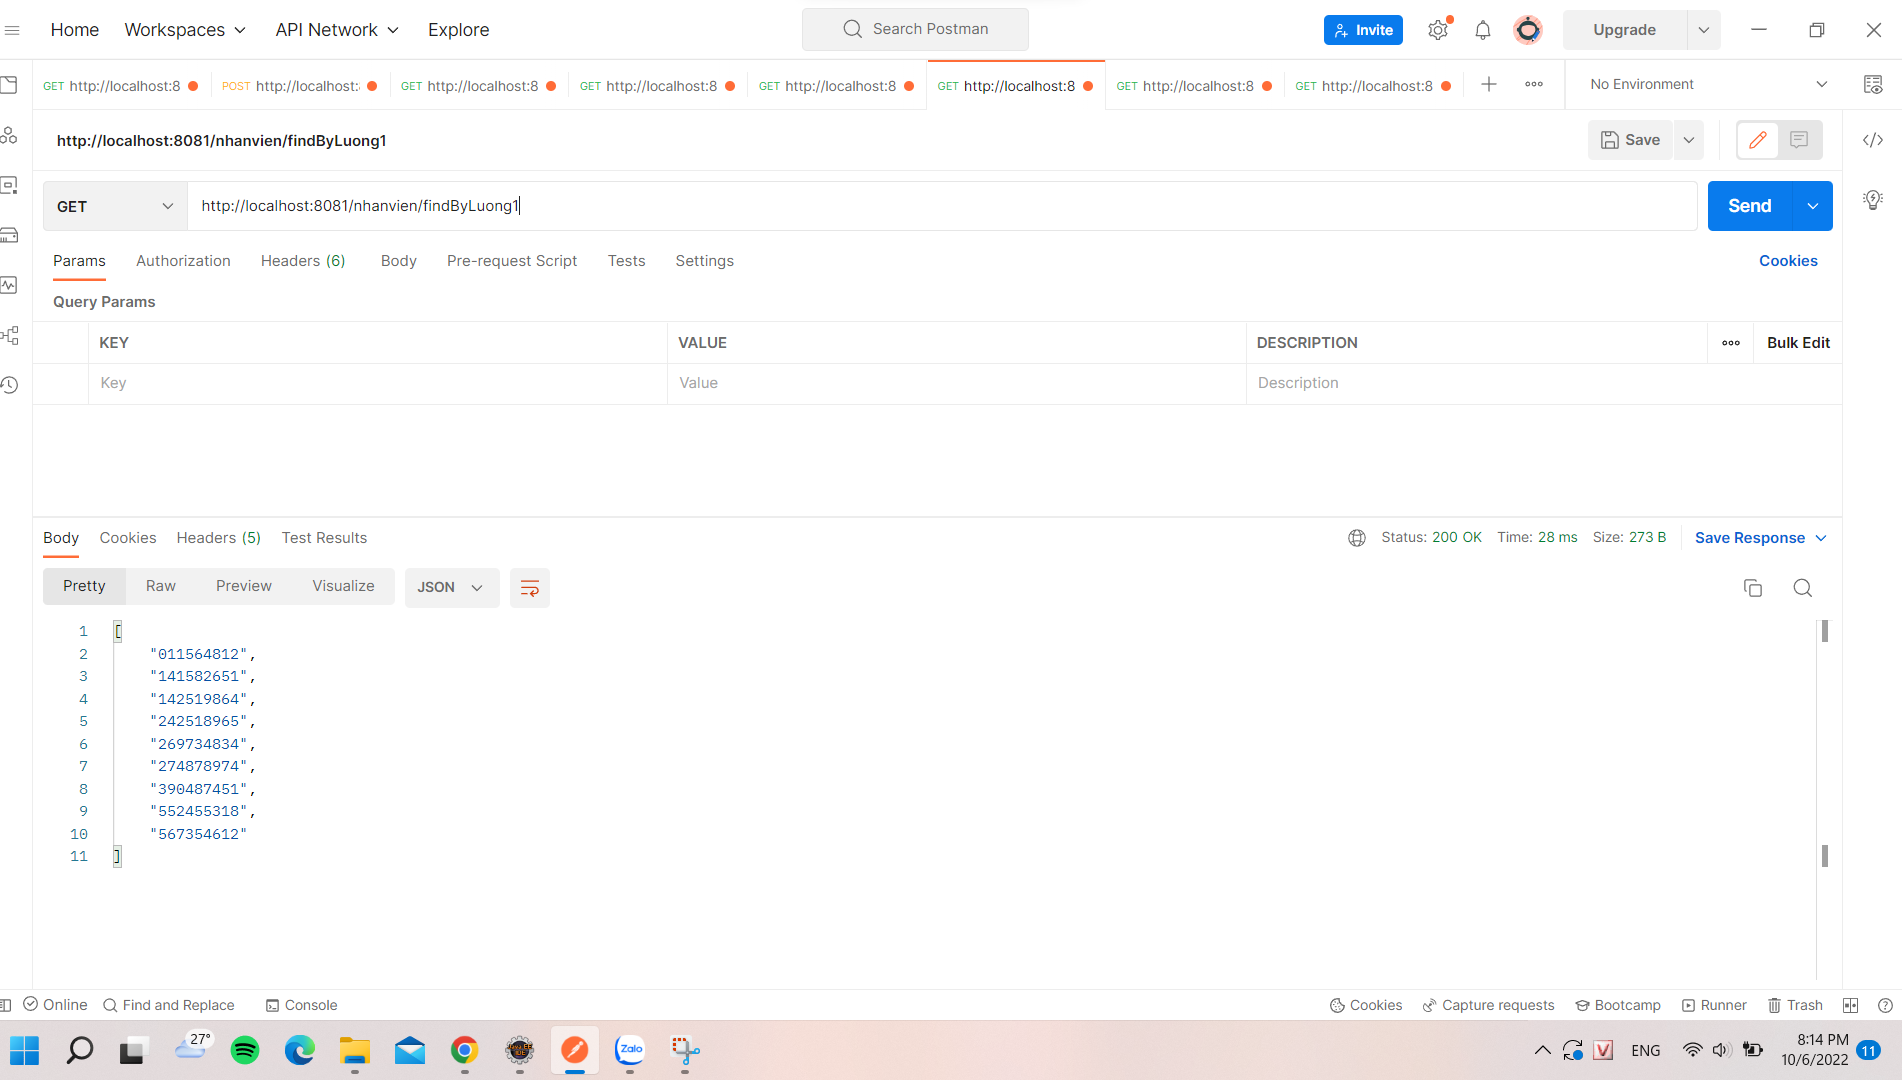 Home Workspaces API Network Explore Search Postman Invite Upgrade
GET http://localhost:8 POST http://localhost: GET http://localhost:8 GET http://localhost:8 GET http://localhost:8 GET http://localhost:8 GET http://localhost:8 GET http://localhost:8 No Environment
http://localhost:8081/nhanvien/findByLuong1 Save
GET http://localhost:8081/nhanvien/findByLuong1 Send
Params Authorization Headers (6) Body Pre-request Script Tests Settings Cookies
Query Params
KEY VALUE DESCRIPTION Bulk Edit
Key Value Description
Body Cookies Headers (5) Test Results Status: 200 OK Time: 28 ms Size: 273 B Save Response
Pretty Raw Preview Visualize JSON
1 [
2 "011564812",
3 "141582651",
4 "142519864",
5 "242518965",
6 "269734834",
7 "274878974",
8 "390487451",
9 "552455318",
10 "567354612"
11 ]
Online Find and Replace Console Cookies Capture requests Bootcamp Runner Trash
27° Zalo V ENG 8:14 PM 11
10/6/2022